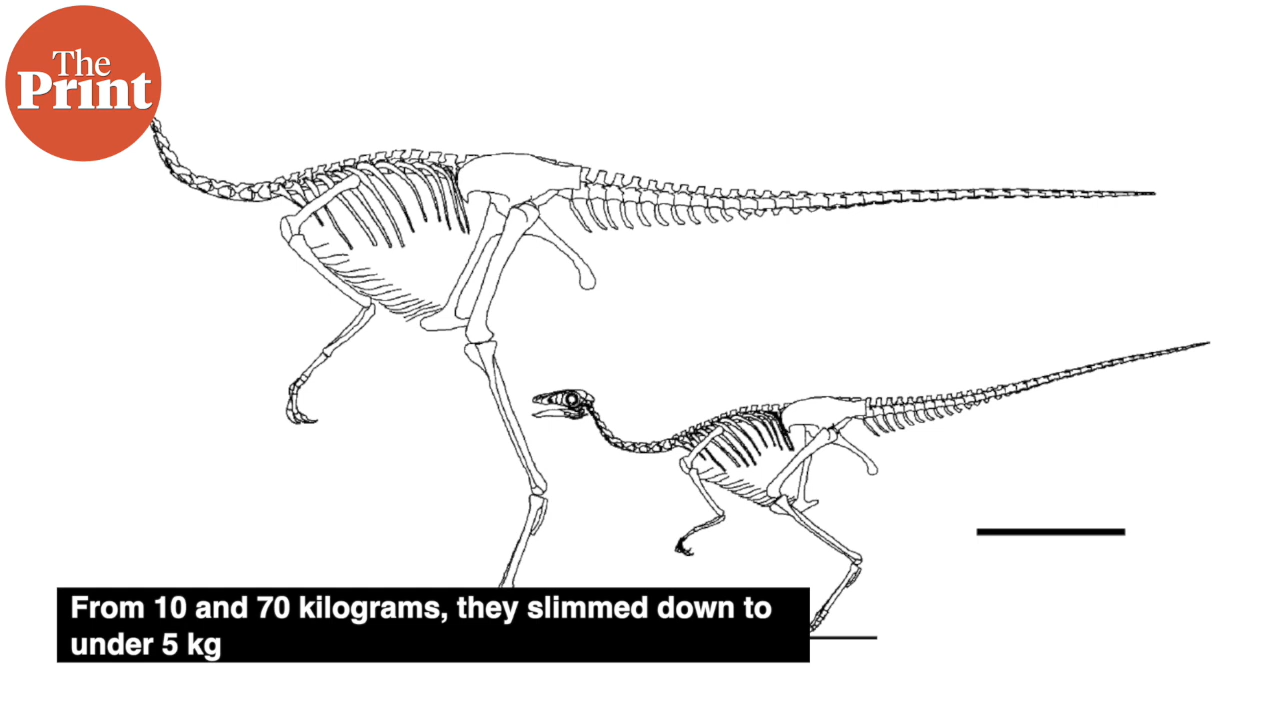 The
Print
From 10 and 70 kilograms, they slimmed down to
under 5 kg